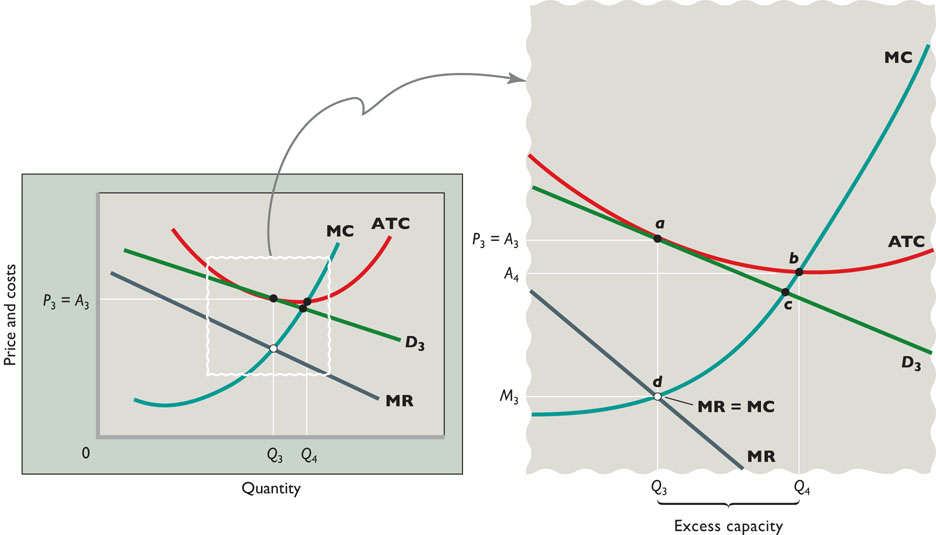 Price and costs
P3 = A3
MC
ATC
D3
MR
0
Q3
Q4
Quantity
MC
a
P3 = A3
ATC
b
A4
c
D3
d
M3
MR = MC
MR
Q3
Q4
Excess capacity